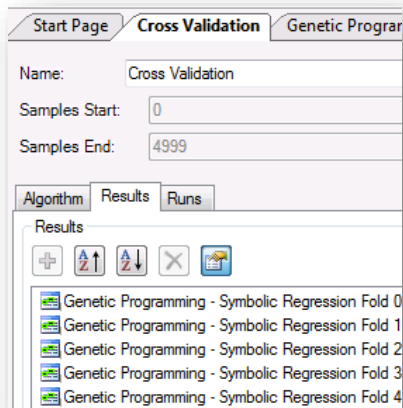 Start Page Cross Validation Genetic Program
Name: Cross Validation
Samples Start: 0
Samples End: 4999
Algorithm Results Runs
Results
Genetic Programming - Symbolic Regression Fold 0
Genetic Programming - Symbolic Regression Fold 1
Genetic Programming - Symbolic Regression Fold 2
Genetic Programming - Symbolic Regression Fold 3
Genetic Programming - Symbolic Regression Fold 4